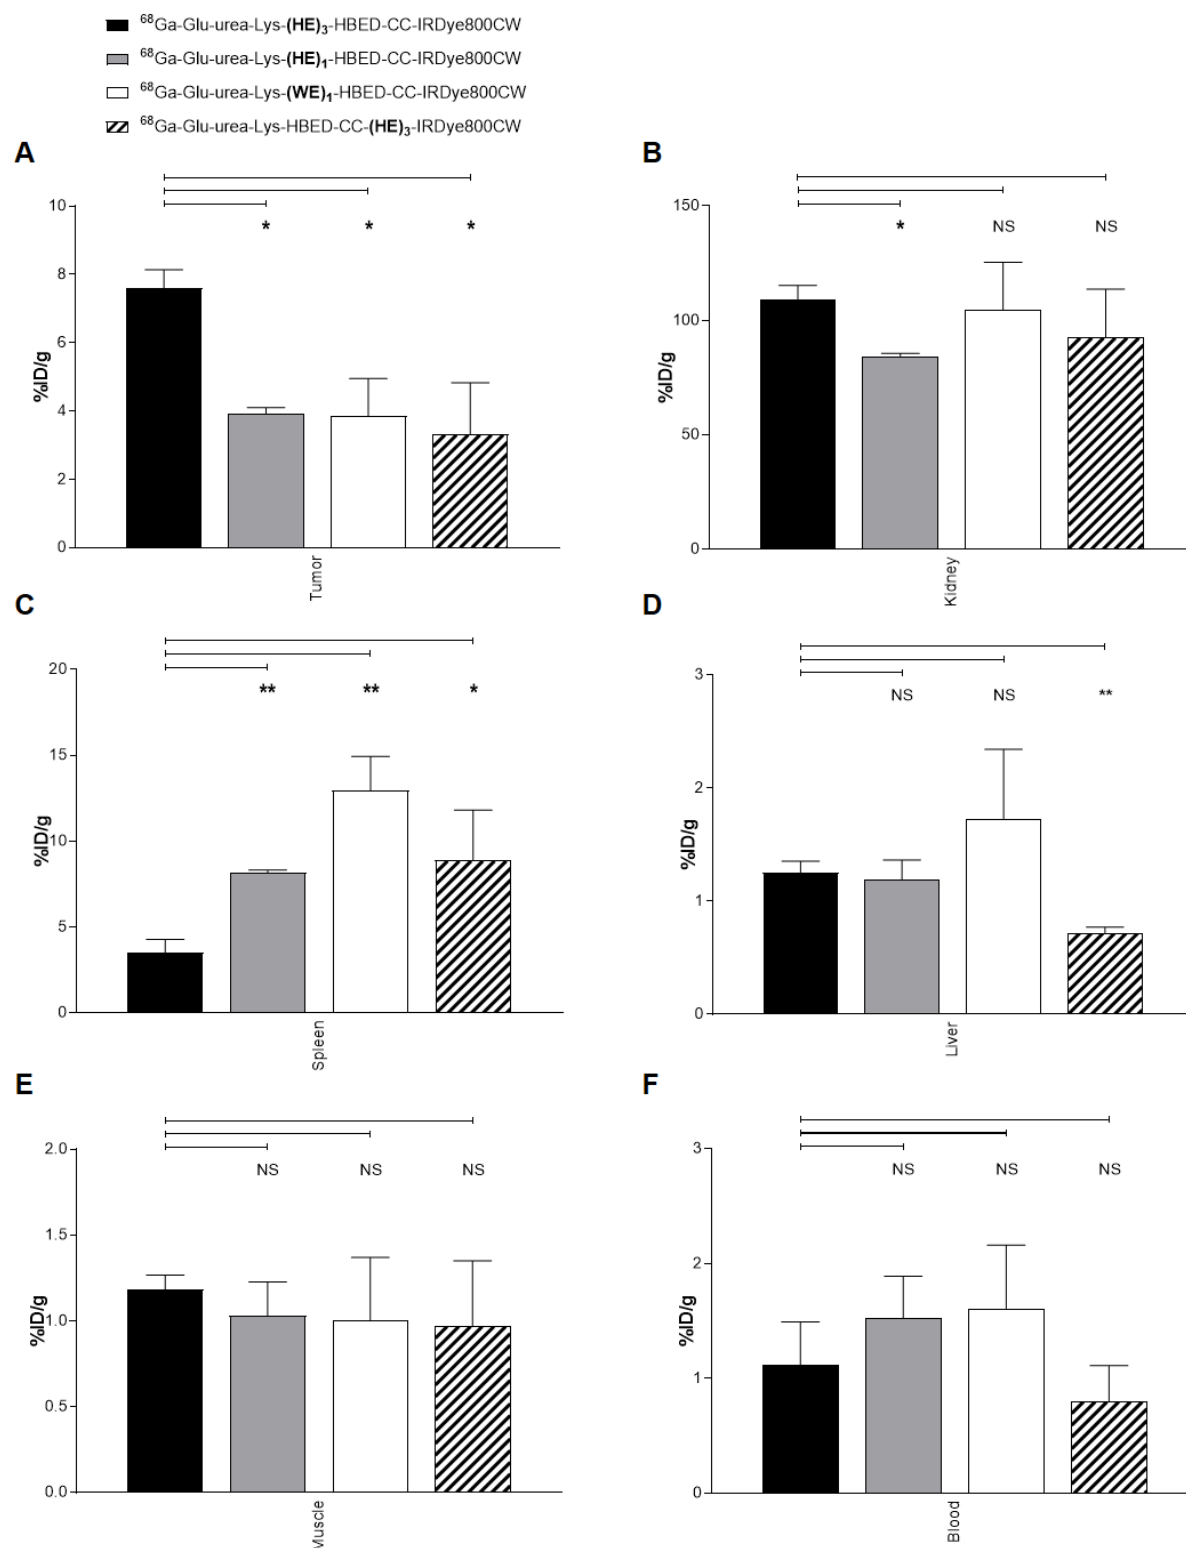 ⁶⁸Ga-Glu-urea-Lys-(HE)₃-HBED-CC-IRDye800CW
⁶⁸Ga-Glu-urea-Lys-(HE)₁-HBED-CC-IRDye800CW
⁶⁸Ga-Glu-urea-Lys-(WE)₁-HBED-CC-IRDye800CW
⁶⁸Ga-Glu-urea-Lys-HBED-CC-(HE)₃-IRDye800CW
A
10
8
6
4
2
0
%ID/g
* * *
Tumor
B
150
100
50
0
%ID/g
* NS NS
Kidney
C
20
15
10
5
0
%ID/g
** ** *
Spleen
D
3
2
1
0
%ID/g
NS NS **
Liver
E
2.0
1.5
1.0
0.5
0.0
%ID/g
NS NS NS
Muscle
F
3
2
1
0
%ID/g
NS NS NS
Blood